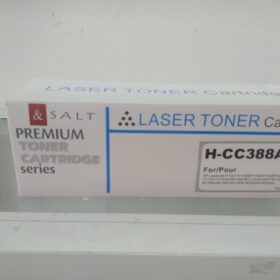 LASER TONER Cartridge
& SALT
LASER TONER Ca
PREMIUM
TONER
CARTRIDGE
series
H-CC388A
For/Pour